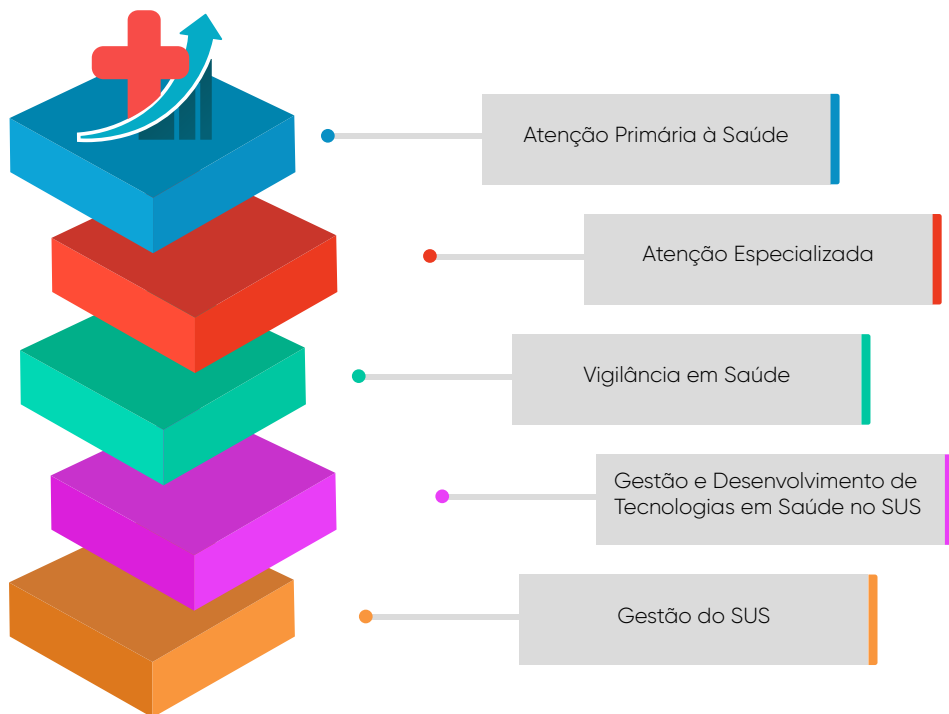 Atenção Primária à Saúde
Atenção Especializada
Vigilância em Saúde
Gestão e Desenvolvimento de
Tecnologias em Saúde no SUS
Gestão do SUS